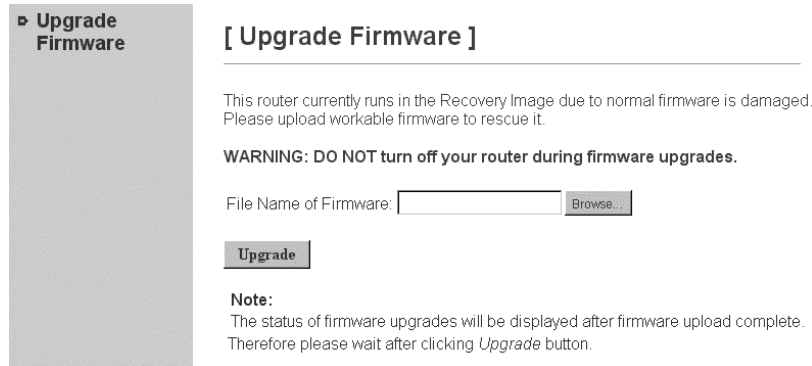 Upgrade
Firmware
[ Upgrade Firmware ]
This router currently runs in the Recovery Image due to normal firmware is damaged.
Please upload workable firmware to rescue it.
WARNING: DO NOT turn off your router during firmware upgrades.
File Name of Firmware: Browse...
Upgrade
Note:
The status of firmware upgrades will be displayed after firmware upload complete.
Therefore please wait after clicking Upgrade button.